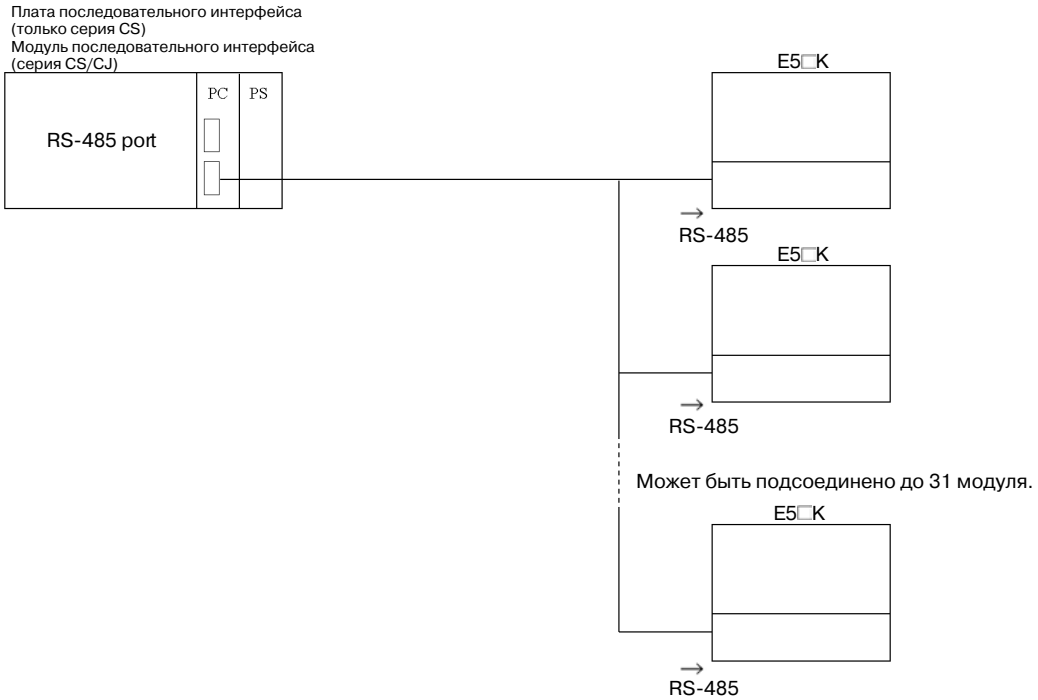 Плата последовательного интерфейса
(только серия CS)
Модуль последовательного интерфейса
(серия CS/CJ)
PC PS
RS-485 port
E5□K
→
RS-485
E5□K
→
RS-485
Может быть подсоединено до 31 модуля.
E5□K
→
RS-485